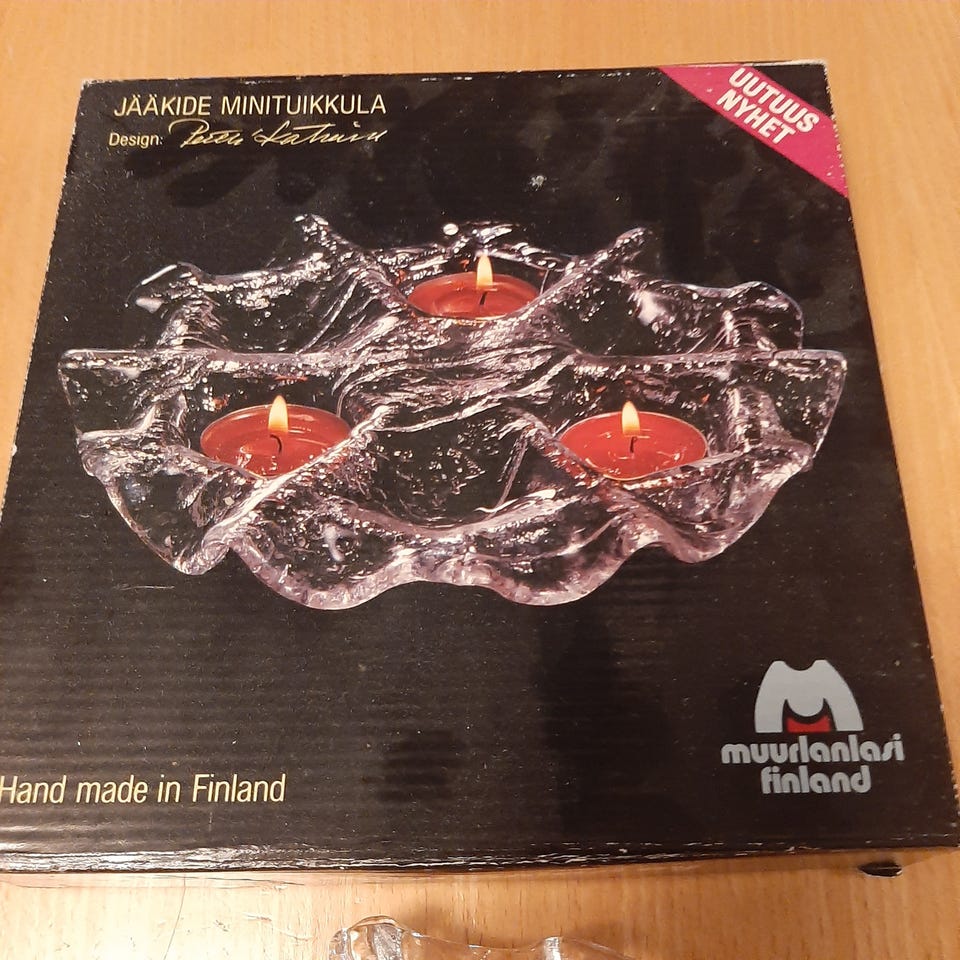 JÄÄKIDE MINITUIKKULA
Design:
UUTUUS
NYHET
Hand made in Finland
muurlanlasi
finland